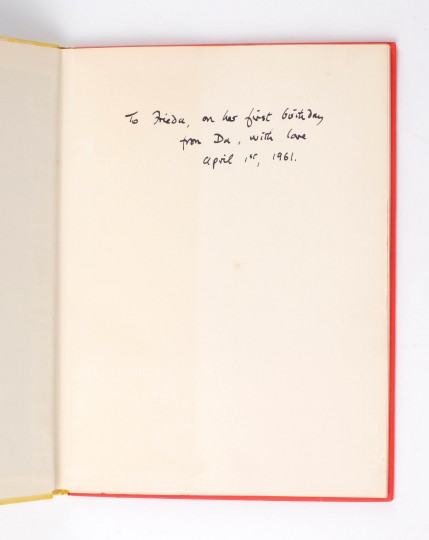 To Frieda, on her first birthday
from Da, with love
April 1st, 1961.